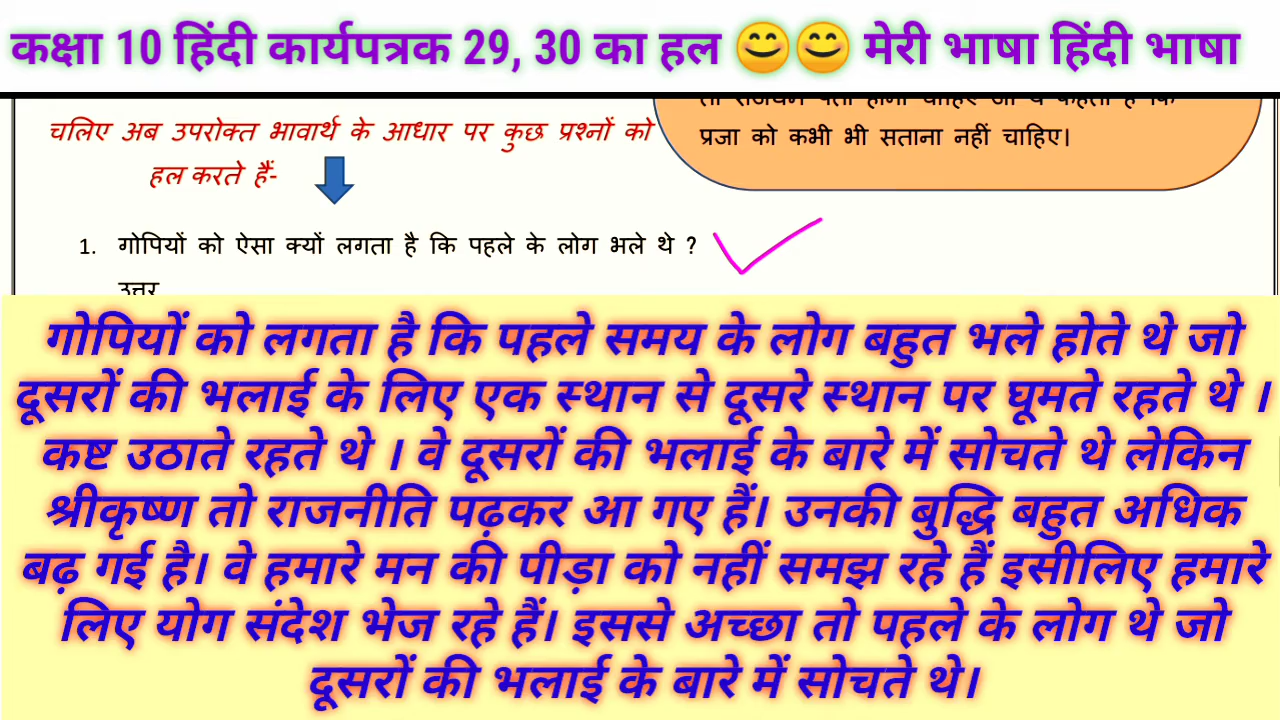 कक्षा 10 हिंदी कार्यपत्रक 29, 30 का हल 😊😊 मेरी भाषा हिंदी भाषा
चलिए अब उपरोक्त भावार्थ के आधार पर कुछ प्रश्नों को
हल करते हैं-
प्रजा को कभी भी सताना नहीं चाहिए।
1. गोपियों को ऐसा क्यों लगता है कि पहले के लोग भले थे ?
उत्तर
गोपियों को लगता है कि पहले समय के लोग बहुत भले होते थे जो
दूसरों की भलाई के लिए एक स्थान से दूसरे स्थान पर घूमते रहते थे ।
कष्ट उठाते रहते थे । वे दूसरों की भलाई के बारे में सोचते थे लेकिन
श्रीकृष्ण तो राजनीति पढ़कर आ गए हैं। उनकी बुद्धि बहुत अधिक
बढ़ गई है। वे हमारे मन की पीड़ा को नहीं समझ रहे हैं इसीलिए हमारे
लिए योग संदेश भेज रहे हैं। इससे अच्छा तो पहले के लोग थे जो
दूसरों की भलाई के बारे में सोचते थे।